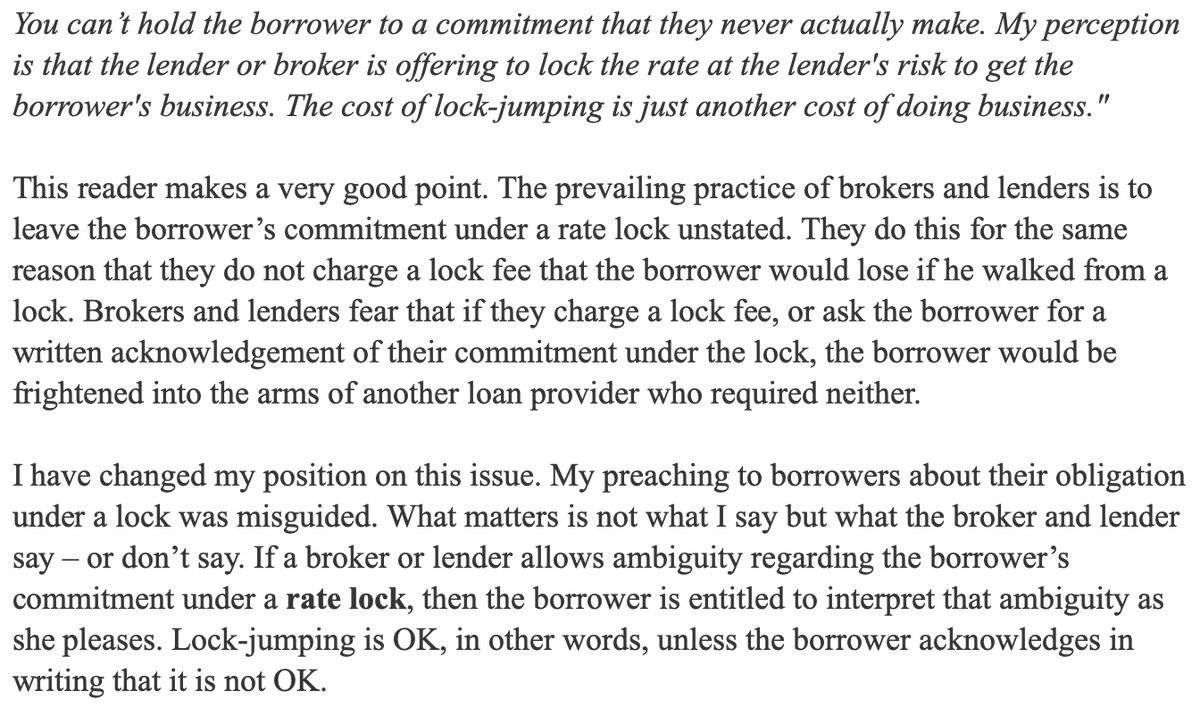 You can’t hold the borrower to a commitment that they never actually make. My perception
is that the lender or broker is offering to lock the rate at the lender's risk to get the
borrower's business. The cost of lock-jumping is just another cost of doing business."
This reader makes a very good point. The prevailing practice of brokers and lenders is to
leave the borrower’s commitment under a rate lock unstated. They do this for the same
reason that they do not charge a lock fee that the borrower would lose if he walked from a
lock. Brokers and lenders fear that if they charge a lock fee, or ask the borrower for a
written acknowledgement of their commitment under the lock, the borrower would be
frightened into the arms of another loan provider who required neither.
I have changed my position on this issue. My preaching to borrowers about their obligation
under a lock was misguided. What matters is not what I say but what the broker and lender
say – or don’t say. If a broker or lender allows ambiguity regarding the borrower’s
commitment under a rate lock, then the borrower is entitled to interpret that ambiguity as
she pleases. Lock-jumping is OK, in other words, unless the borrower acknowledges in
writing that it is not OK.